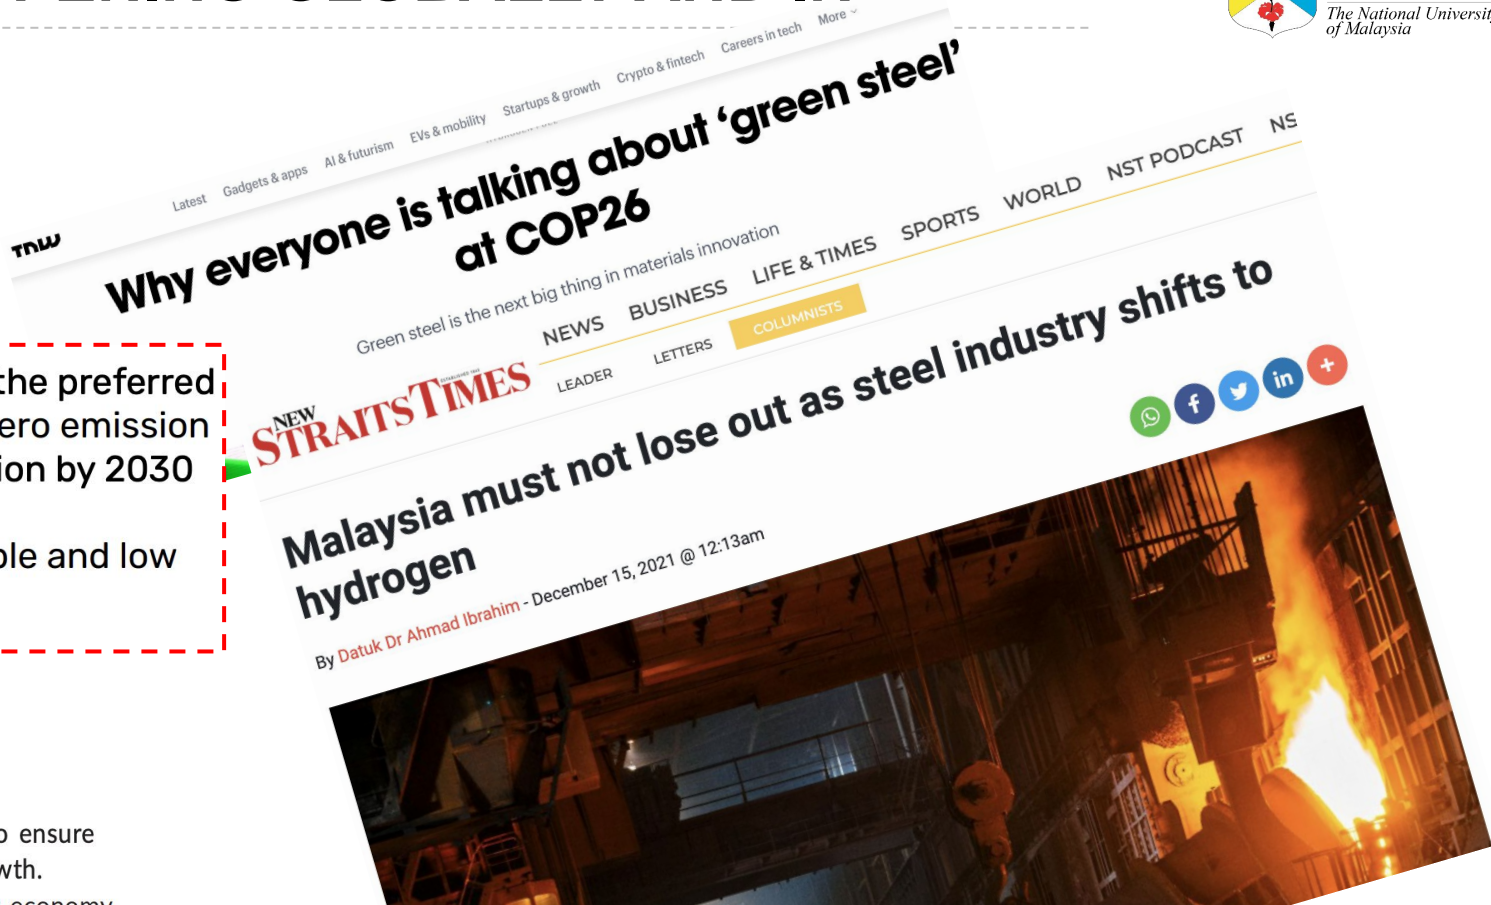 The National University
of Malaysia
Latest Gadgets & apps AI & futurism EVs & mobility Startups & growth Crypto & fintech Careers in tech More
TNW
Why everyone is talking about ‘green steel’
at COP26
Green steel is the next big thing in materials innovation
NEWS BUSINESS LIFE & TIMES SPORTS WORLD NST PODCAST NS
LEADER LETTERS COLUMNISTS
NEW
STRAITS TIMES
Malaysia must not lose out as steel industry shifts to
hydrogen
By Datuk Dr Ahmad Ibrahim - December 15, 2021 @ 12:13am
the preferred
ero emission
ion by 2030
ole and low
o ensure
wth.
economy